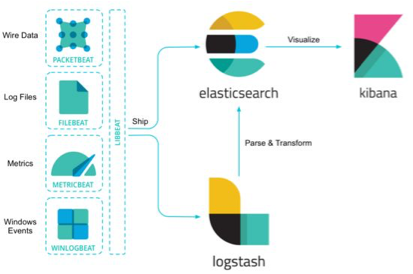 Wire Data
PACKETBEAT
Log Files
FILEBEAT
Metrics
METRICBEAT
Windows
Events
WINLOGBEAT
LIBBEAT
Ship
elasticsearch
Visualize
kibana
Parse & Transform
logstash